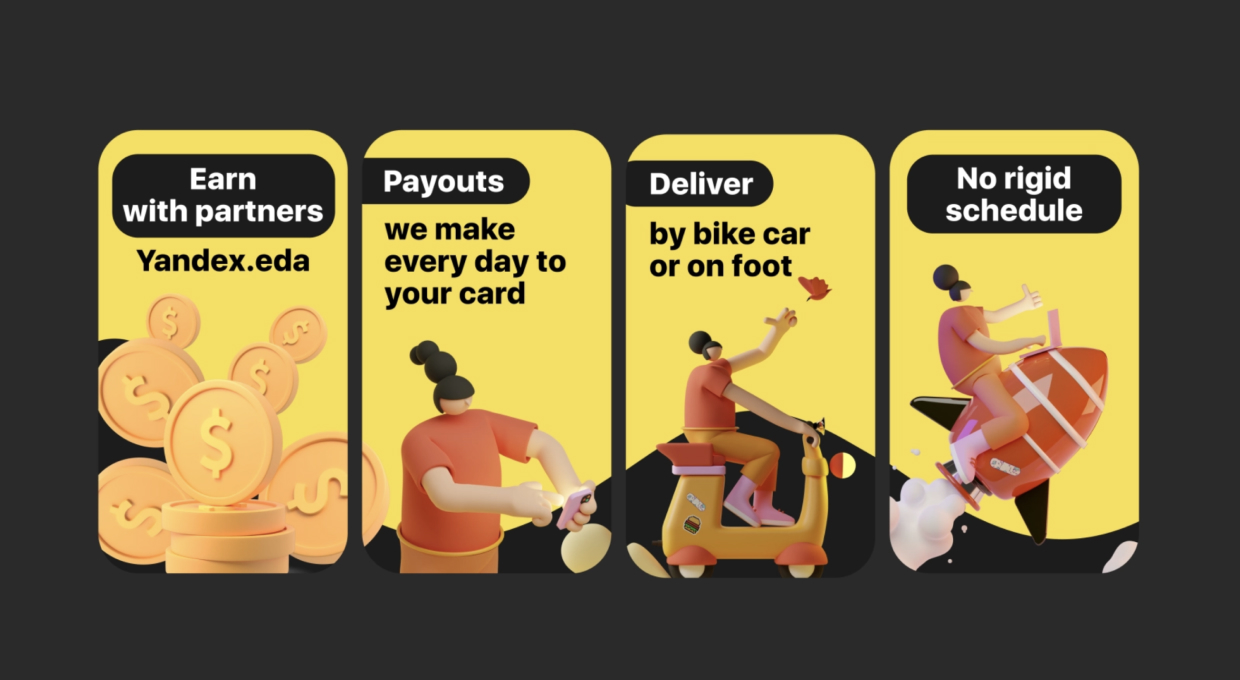 Earn
with partners
Yandex.eda
Payouts
we make
every day to
your card
Deliver
by bike car
or on foot
No rigid
schedule